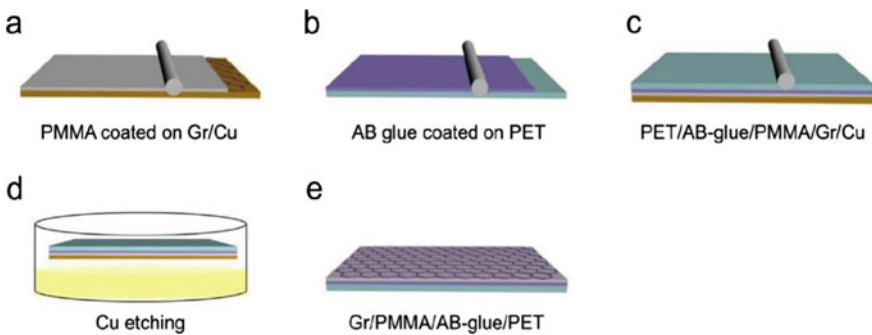 a
PMMA coated on Gr/Cu
b
AB glue coated on PET
c
PET/AB-glue/PMMA/Gr/Cu
d
Cu etching
e
Gr/PMMA/AB-glue/PET